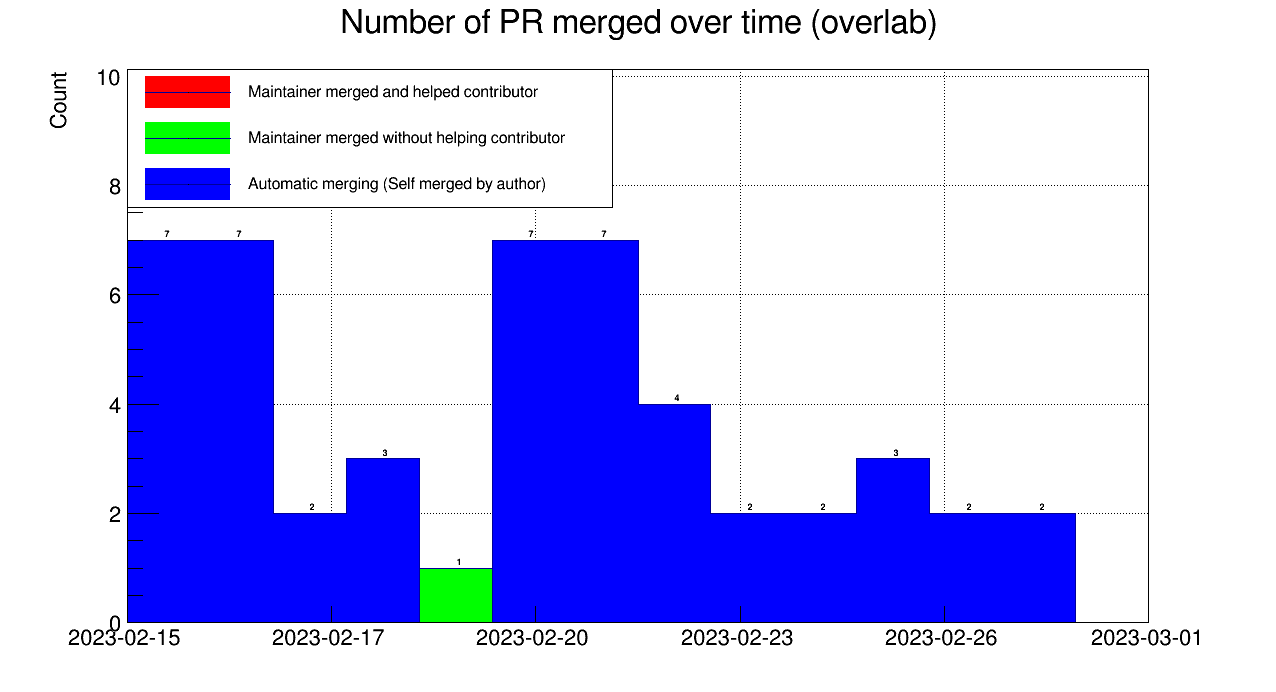 Number of PR merged over time (overlab)
Count
Maintainer merged and helped contributor
Maintainer merged without helping contributor
Automatic merging (Self merged by author)
10
8
6
4
2
0
7 7 2 3 1 7 7 4 2 2 3 2 2
2023-02-15 2023-02-17 2023-02-20 2023-02-23 2023-02-26 2023-03-01